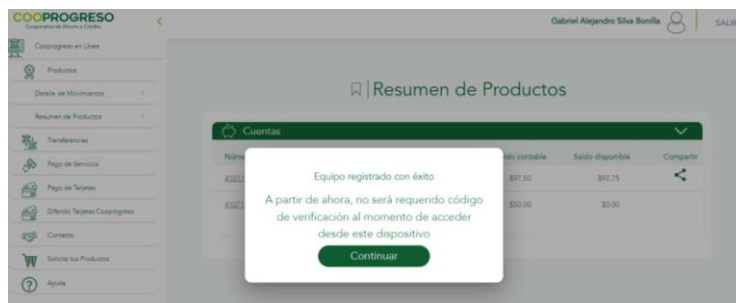 COOPROGRESO
Cooperativa de Ahorro y Crédito
Gabriel Alejandro Silva Bonilla
SALIR
Cooprogreso en Línea
Productos
Detalle de Movimientos
Resumen de Productos
Transferencias
Pago de Servicios
Pago de Tarjetas
Diferido Tarjetas Cooprogreso
Contacto
Solicita tus Productos
Ayuda
Resumen de Productos
Cuentas
contable
Saldo disponible
Compartir
$97.50
$92.75
$50.00
$0.00
Equipo registrado con éxito
A partir de ahora, no será requerido código
de verificación al momento de acceder
desde este dispositivo
Continuar